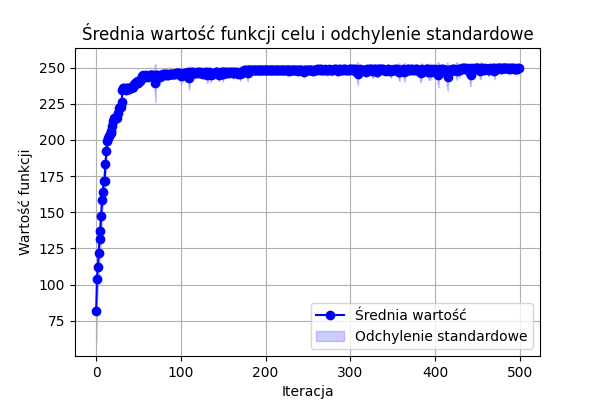 Średnia wartość funkcji celu i odchylenie standardowe
250
225
200
175
150
125
100
75
Wartość funkcji
0 100 200 300 400 500
Iteracja
Średnia wartość
Odchylenie standardowe